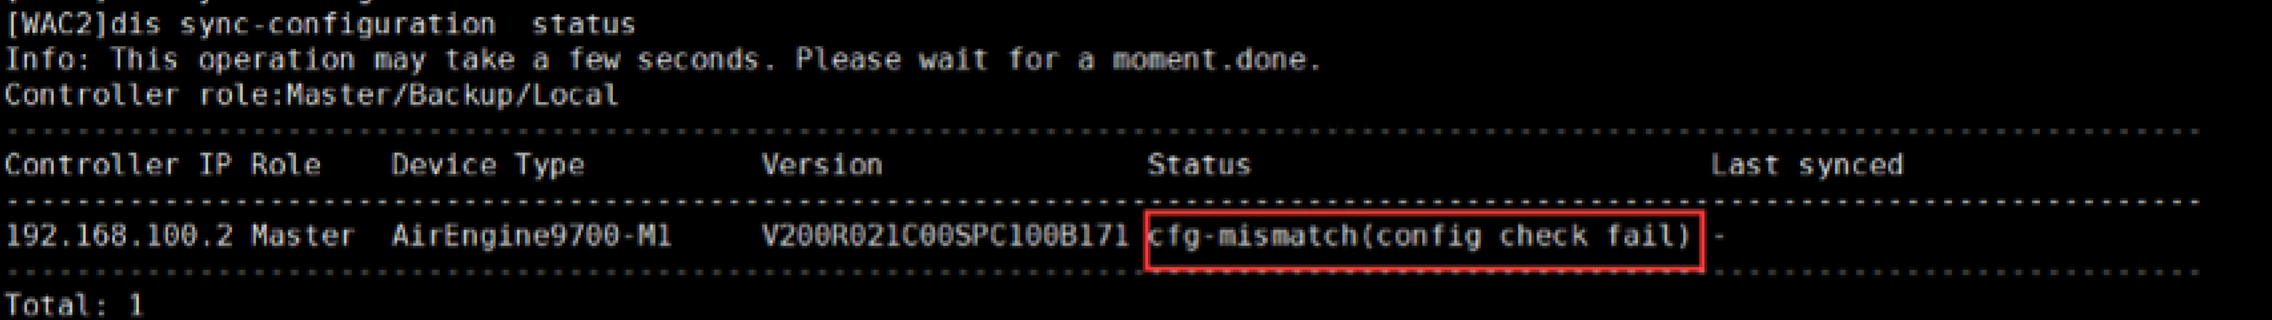 [WAC2]dis sync-configuration  status
Info: This operation may take a few seconds. Please wait for a moment.done.
Controller role:Master/Backup/Local
Controller IP Role    Device Type          Version               Status                          Last synced
192.168.100.2 Master  AirEngine9700-M1     V200R021C00SPC100B171 cfg-mismatch(config check fail) -
Total: 1